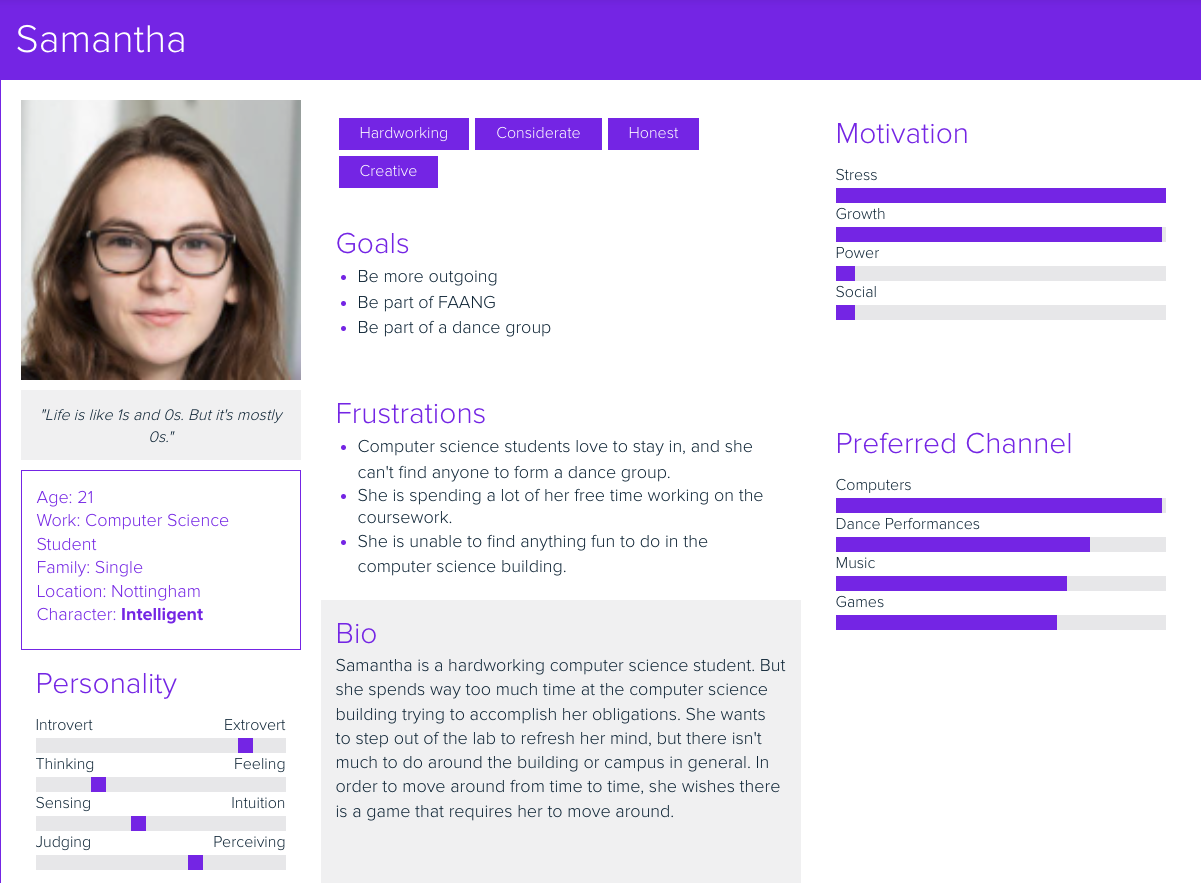 Samantha
"Life is like 1s and 0s. But it's mostly
0s."
Age: 21
Work: Computer Science
Student
Family: Single
Location: Nottingham
Character: Intelligent
Personality
Introvert Extrovert
Thinking Feeling
Sensing Intuition
Judging Perceiving
Hardworking Considerate Honest
Creative
Goals
Be more outgoing
Be part of FAANG
Be part of a dance group
Frustrations
Computer science students love to stay in, and she
can't find anyone to form a dance group.
She is spending a lot of her free time working on the
coursework.
She is unable to find anything fun to do in the
computer science building.
Bio
Samantha is a hardworking computer science student. But
she spends way too much time at the computer science
building trying to accomplish her obligations. She wants
to step out of the lab to refresh her mind, but there isn't
much to do around the building or campus in general. In
order to move around from time to time, she wishes there
is a game that requires her to move around.
Motivation
Stress
Growth
Power
Social
Preferred Channel
Computers
Dance Performances
Music
Games